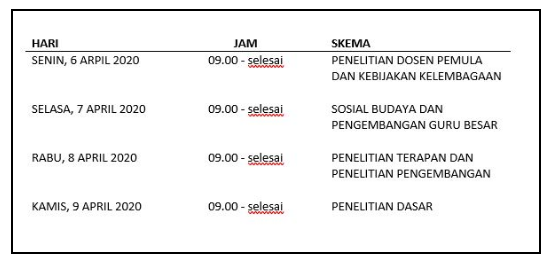 HARI JAM SKEMA
SENIN, 6 ARPIL 2020 09.00 - selesai PENELITIAN DOSEN PEMULA
DAN KEBIJAKAN KELEMBAGAAN
SELASA, 7 APRIL 2020 09.00 - selesai SOSIAL BUDAYA DAN
PENGEMBANGAN GURU BESAR
RABU, 8 APRIL 2020 09.00 - selesai PENELITIAN TERAPAN DAN
PENELITIAN PENGEMBANGAN
KAMIS, 9 APRIL 2020 09.00 - selesai PENELITIAN DASAR